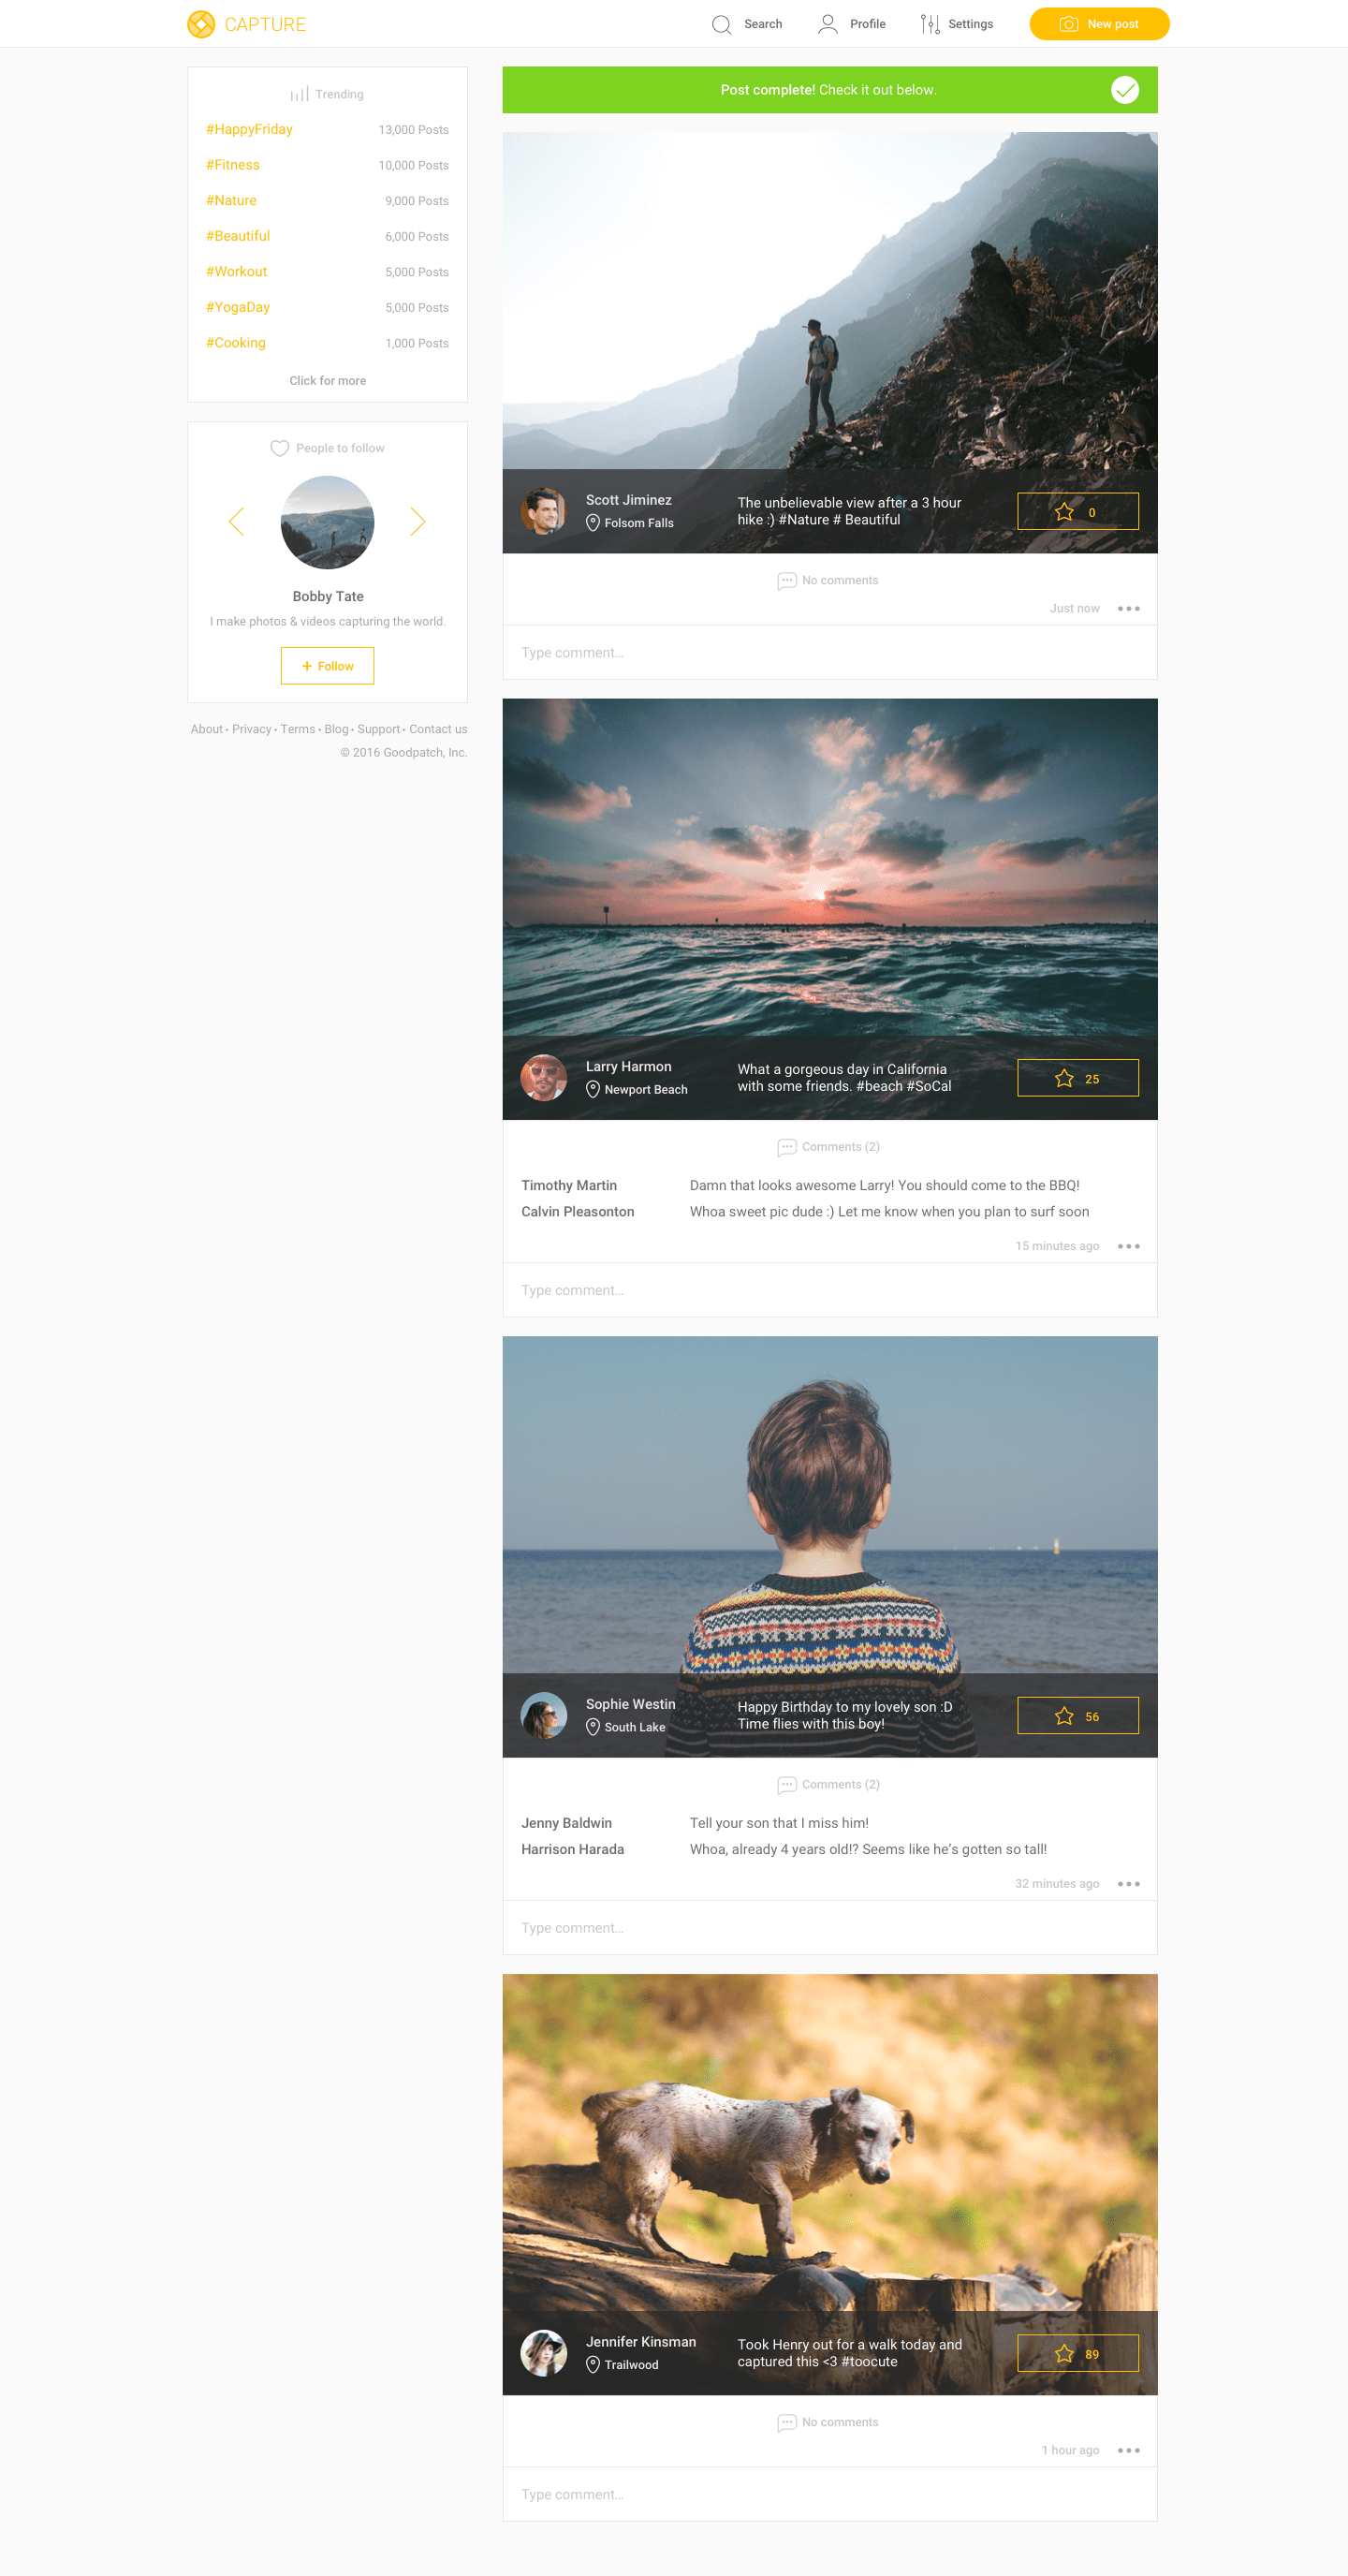 CAPTURE
Search
Profile
Settings
New post
Trending
#HappyFriday 13,000 Posts
#Fitness 10,000 Posts
#Nature 9,000 Posts
#Beautiful 6,000 Posts
#Workout 5,000 Posts
#YogaDay 5,000 Posts
#Cooking 1,000 Posts
Click for more
People to follow
Bobby Tate
I make photos & videos capturing the world.
+ Follow
About • Privacy • Terms • Blog • Support • Contact us
© 2016 Goodpatch, Inc.
Post complete! Check it out below.
Scott Jiminez
Folsom Falls
The unbelievable view after a 3 hour
hike :) #Nature # Beautiful
0
No comments
Just now
Type comment...
Larry Harmon
Newport Beach
What a gorgeous day in California
with some friends. #beach #SoCal
25
Comments (2)
Timothy Martin Damn that looks awesome Larry! You should come to the BBQ!
Calvin Pleasonton Whoa sweet pic dude :) Let me know when you plan to surf soon
15 minutes ago
Type comment...
Sophie Westin
South Lake
Happy Birthday to my lovely son :D
Time flies with this boy!
56
Comments (2)
Jenny Baldwin Tell your son that I miss him!
Harrison Harada Whoa, already 4 years old!? Seems like he's gotten so tall!
32 minutes ago
Type comment...
Jennifer Kinsman
Trailwood
Took Henry out for a walk today and
captured this <3 #toocute
89
No comments
1 hour ago
Type comment...